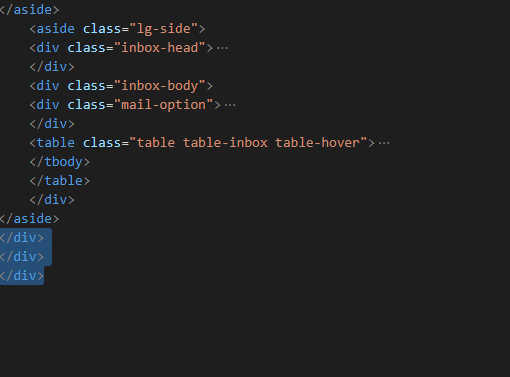 </aside>
<aside class="lg-side">
<div class="inbox-head">···
</div>
<div class="inbox-body">
<div class="mail-option">···
</div>
<table class="table table-inbox table-hover">···
</tbody>
</table>
</div>
</aside>
</div>
</div>
</div>